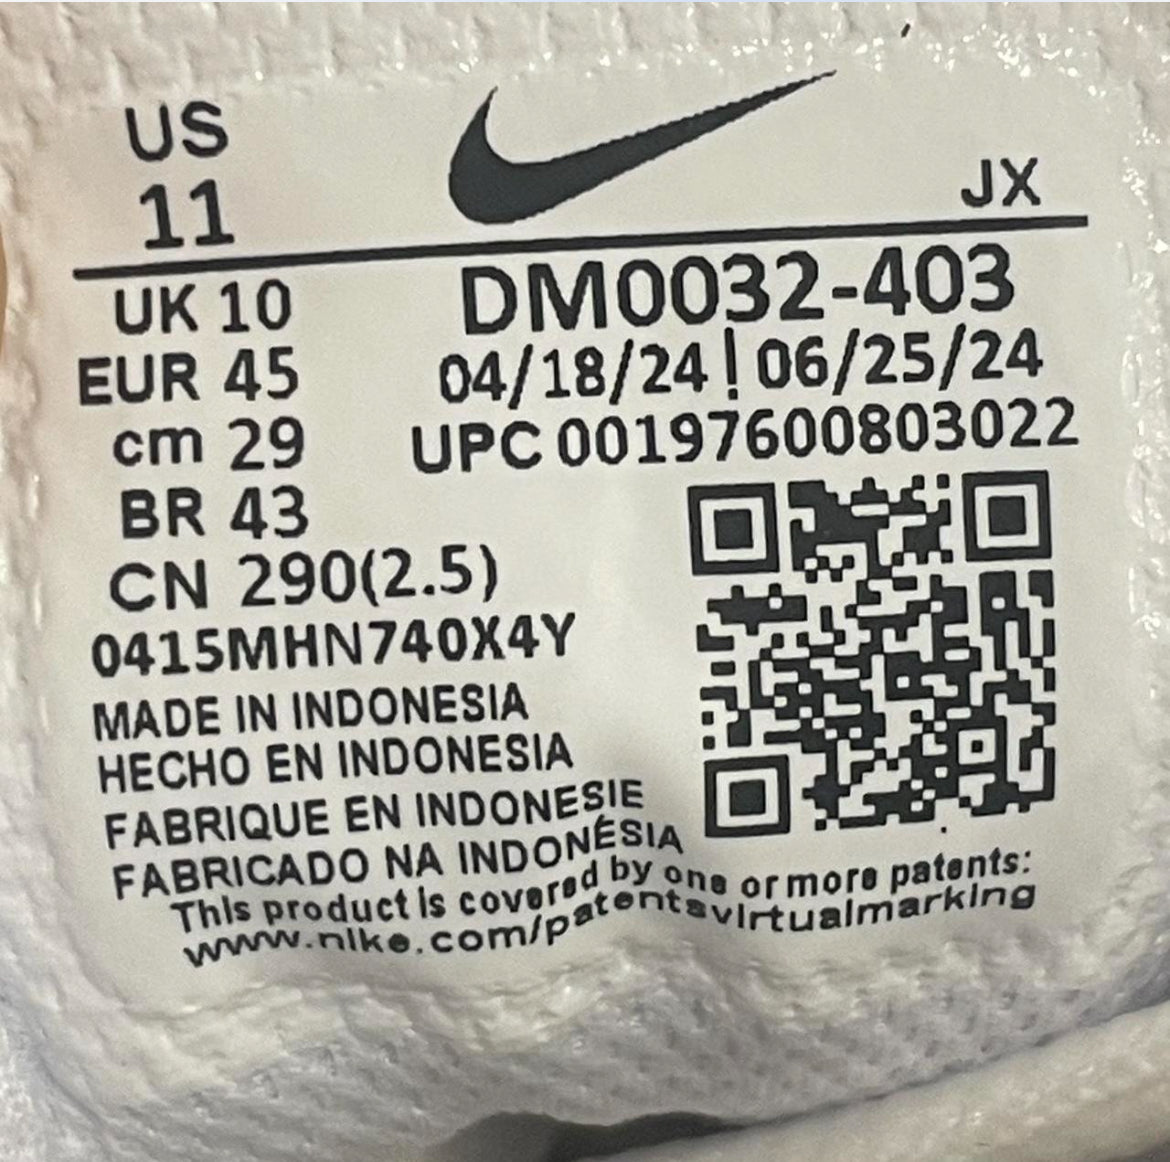 US
11
JX
UK 10
EUR 45
cm 29
BR 43
CN 290(2.5)
DM0032-403
04/18/24 | 06/25/24
UPC 00197600803022
0415MHN740X4Y
MADE IN INDONESIA
HECHO EN INDONESIA
FABRIQUE EN INDONESIE
FABRICADO NA INDONÉSIA
This product is covered by one or more patents:
www.nike.com/patentsvirtualmarking